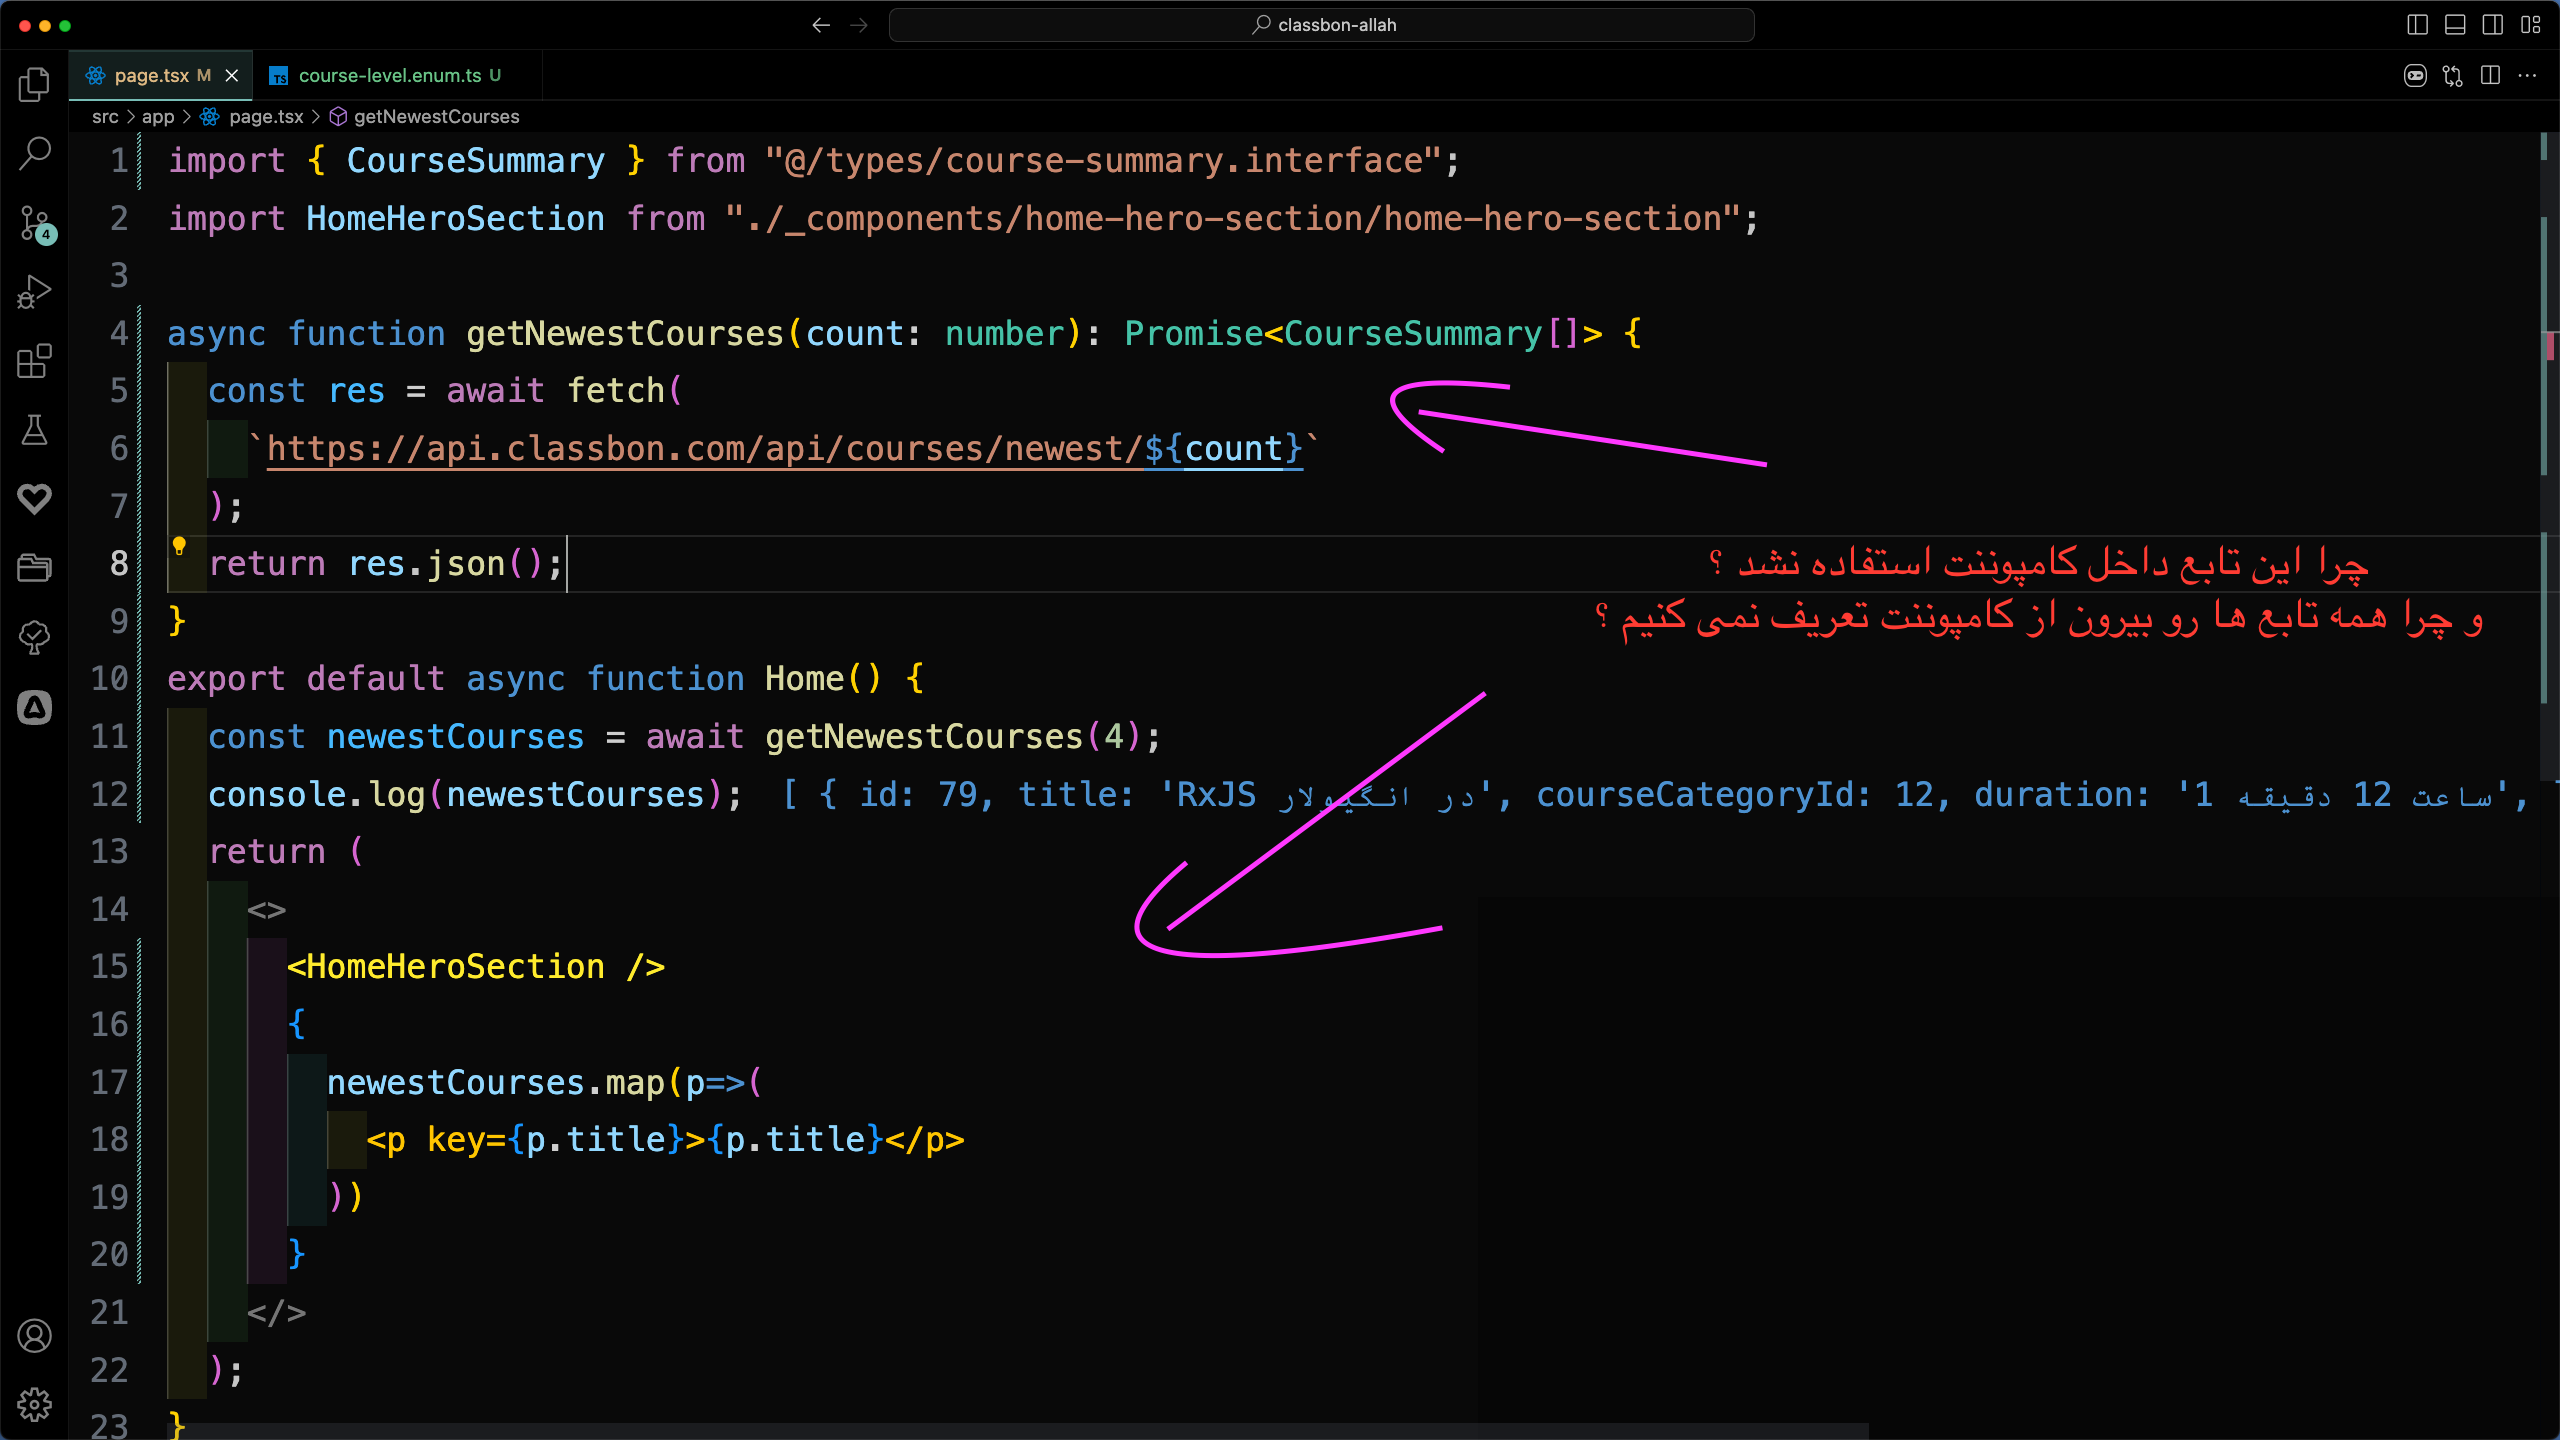 classbon-allah
page.tsx M
course-level.enum.ts U
src > app > page.tsx > getNewestCourses
4
1 import { CourseSummary } from "@/types/course-summary.interface";
2 import HomeHeroSection from "./_components/home-hero-section/home-hero-section";
3
4 async function getNewestCourses(count: number): Promise<CourseSummary[]> {
5 const res = await fetch(
6 `https://api.classbon.com/api/courses/newest/${count}`
7 );
8 return res.json();
چرا این تابع داخل کامپوننت استفاده نشد ؟
9 }
و چرا همه تابع ها رو بیرون از کامپوننت تعریف نمی کنیم ؟
10 export default async function Home() {
11 const newestCourses = await getNewestCourses(4);
12 console.log(newestCourses); [ { id: 79, title: 'RxJS در انگیولار', courseCategoryId: 12, duration: '1 ساعت 12 دقیقه',
13 return (
14 <>
15 <HomeHeroSection />
16 {
17 newestCourses.map(p=>(
18 <p key={p.title}>{p.title}</p>
19 ))
20 }
21 </>
22 );
23 }